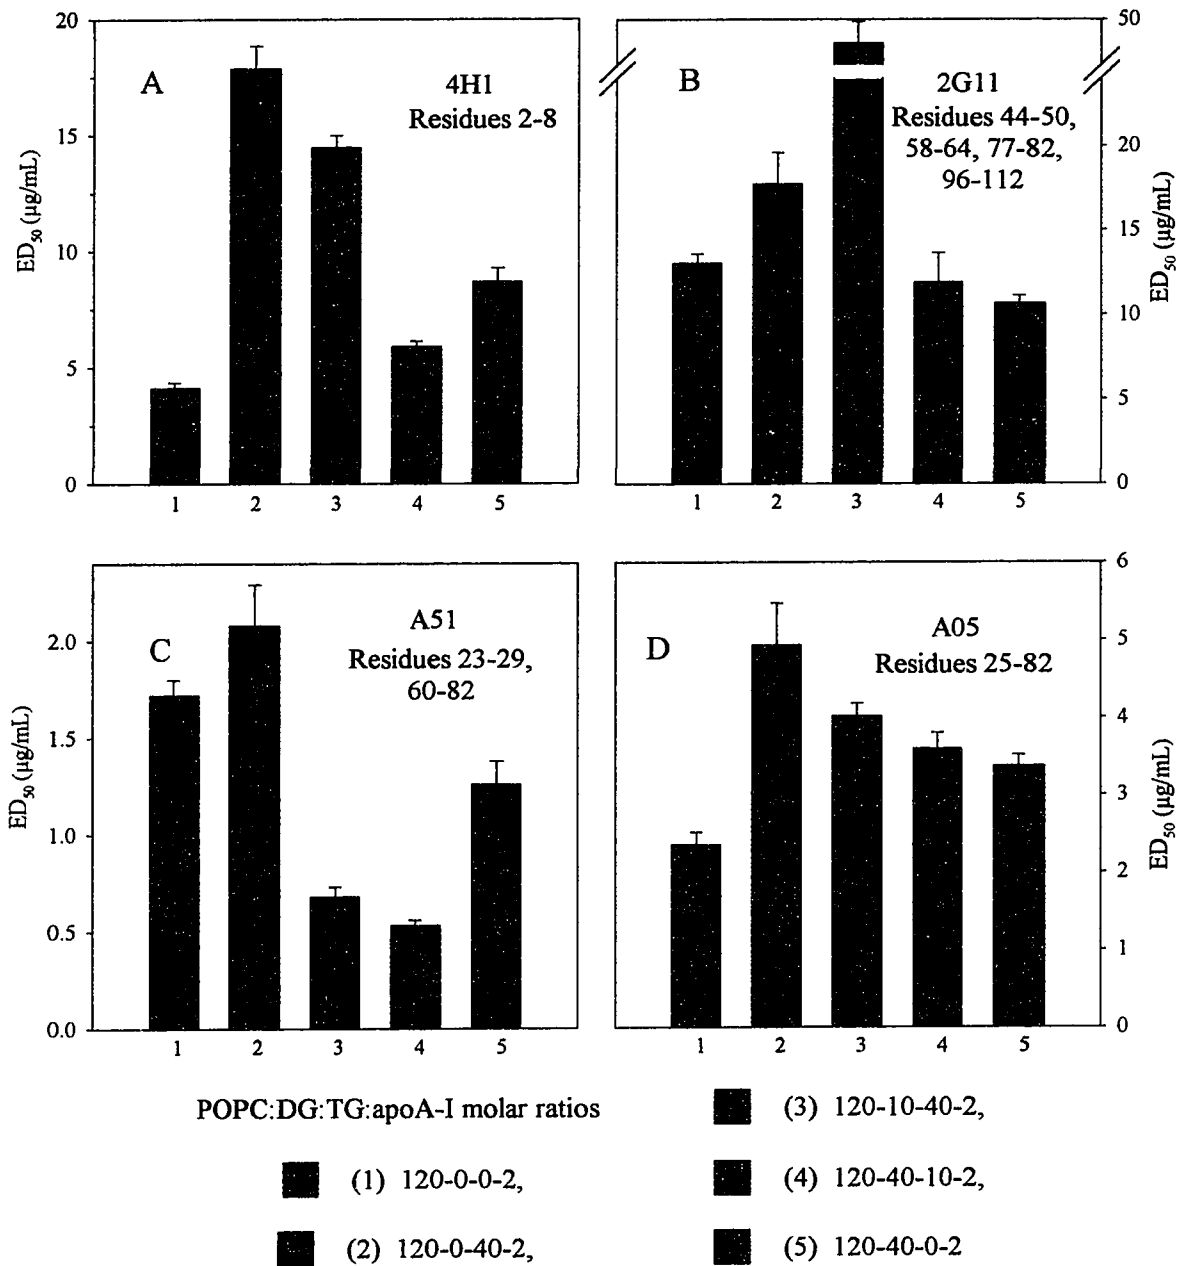 A
4H1
Residues 2-8
ED50 (µg/mL)
20
15
10
5
0
1 2 3 4 5
B
2G11
Residues 44-50,
58-64, 77-82,
96-112
ED50 (µg/mL)
50
20
15
10
5
0
1 2 3 4 5
C
A51
Residues 23-29,
60-82
ED50 (µg/mL)
2.0
1.5
1.0
0.5
0.0
1 2 3 4 5
D
A05
Residues 25-82
ED50 (µg/mL)
6
5
4
3
2
1
0
1 2 3 4 5
POPC:DG:TG:apoA-I molar ratios
(1) 120-0-0-2,
(2) 120-0-40-2,
(3) 120-10-40-2,
(4) 120-40-10-2,
(5) 120-40-0-2